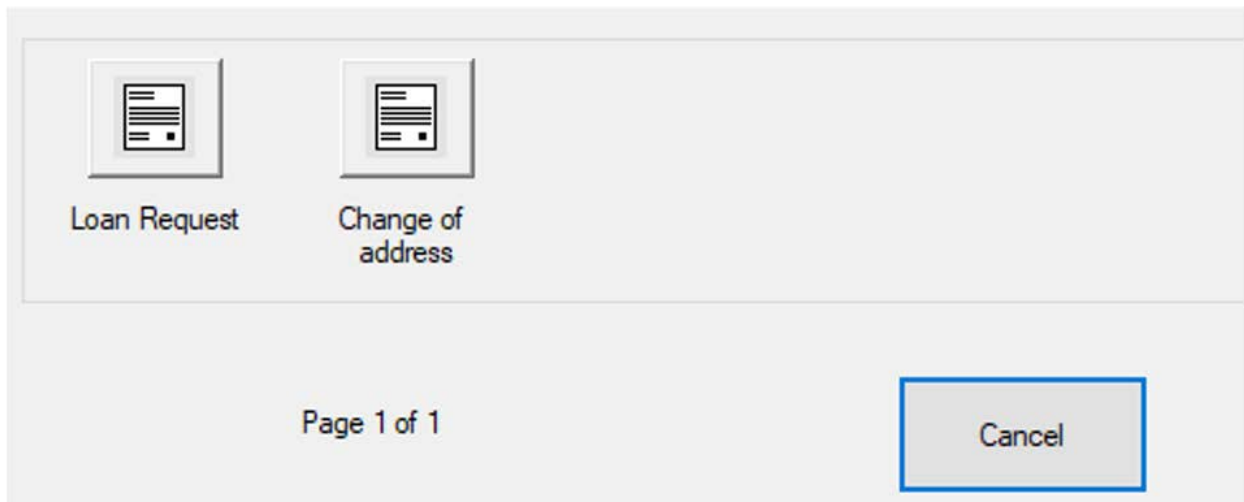 Loan Request
Change of
address
Page 1 of 1
Cancel